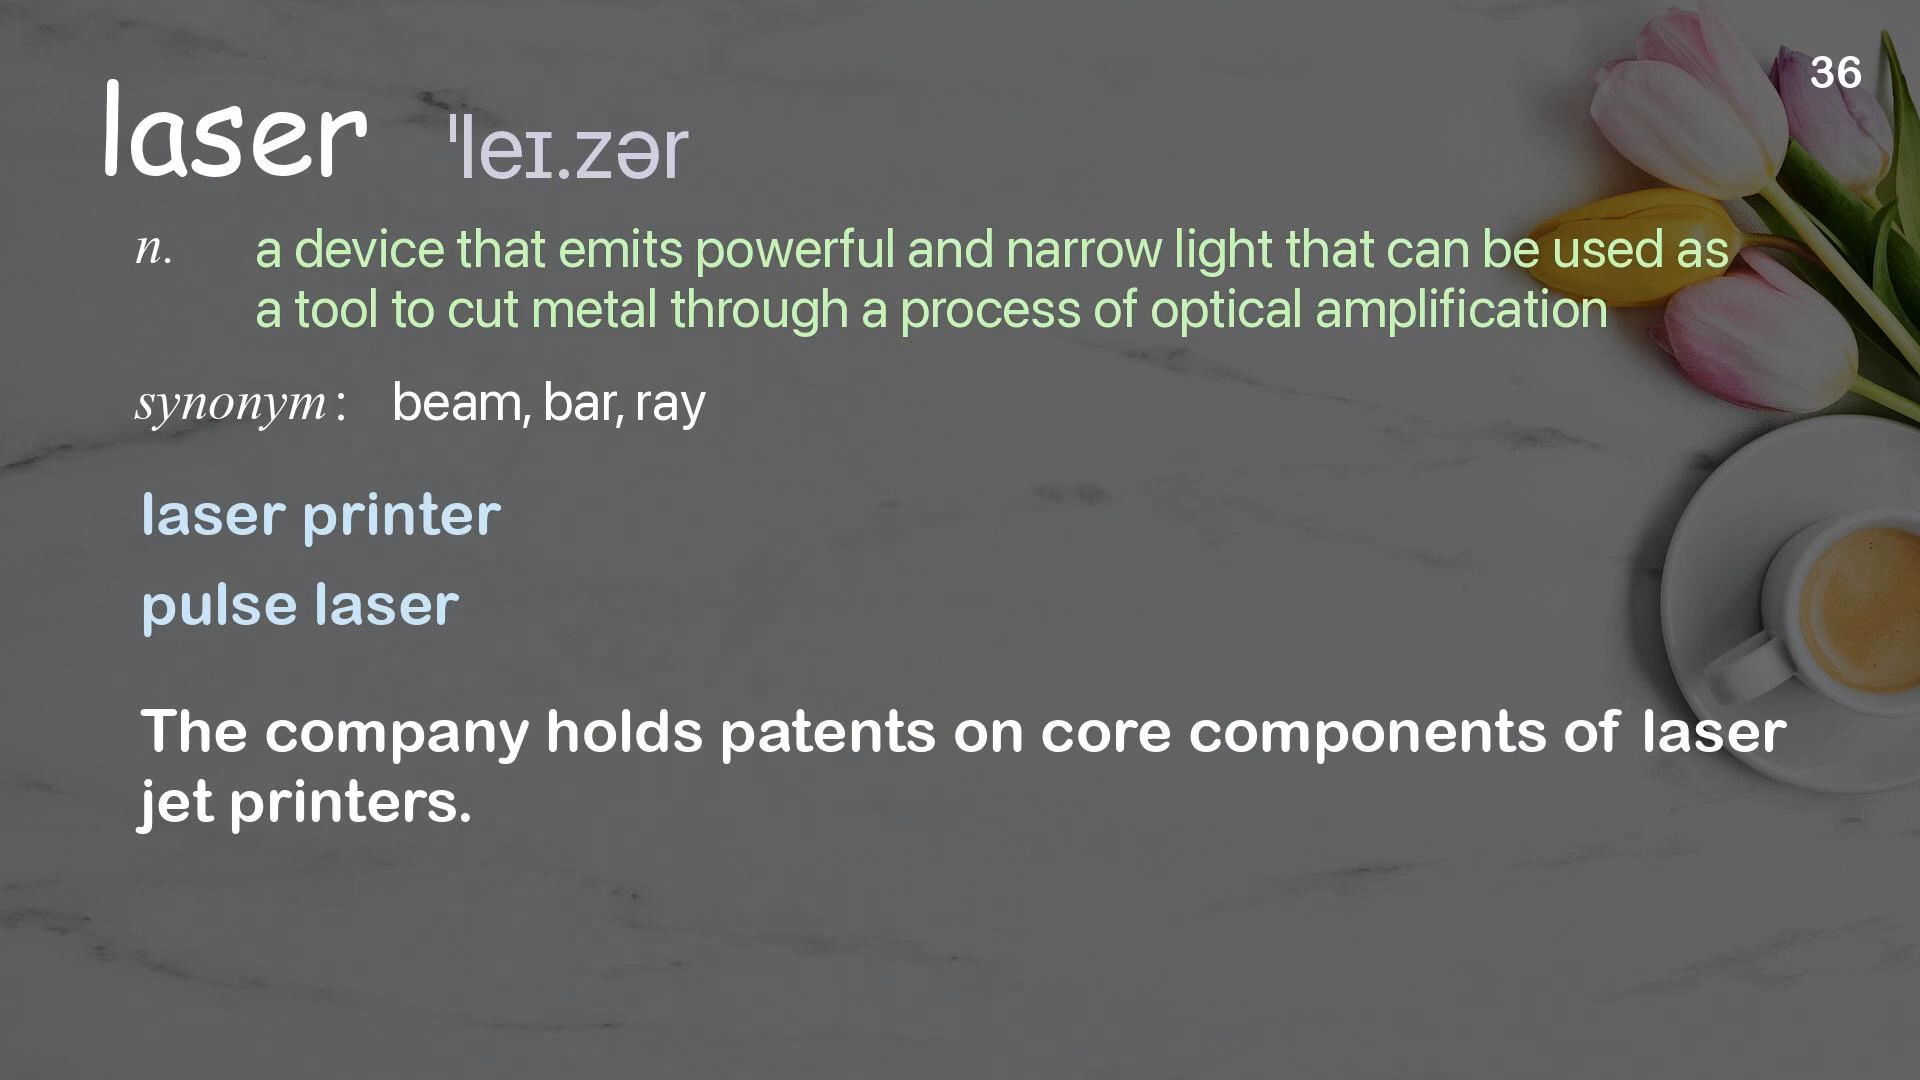 36
laser ˈleɪ.zər
n. a device that emits powerful and narrow light that can be used as
a tool to cut metal through a process of optical amplification
synonym: beam, bar, ray
laser printer
pulse laser
The company holds patents on core components of laser
jet printers.